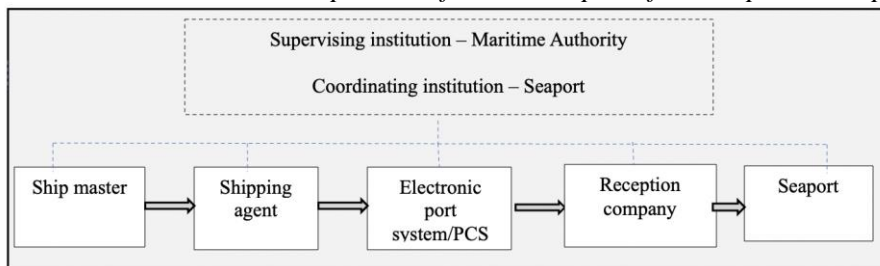 Supervising institution – Maritime Authority
Coordinating institution – Seaport
Ship master
Shipping
agent
Electronic
port
system/PCS
Reception
company
Seaport